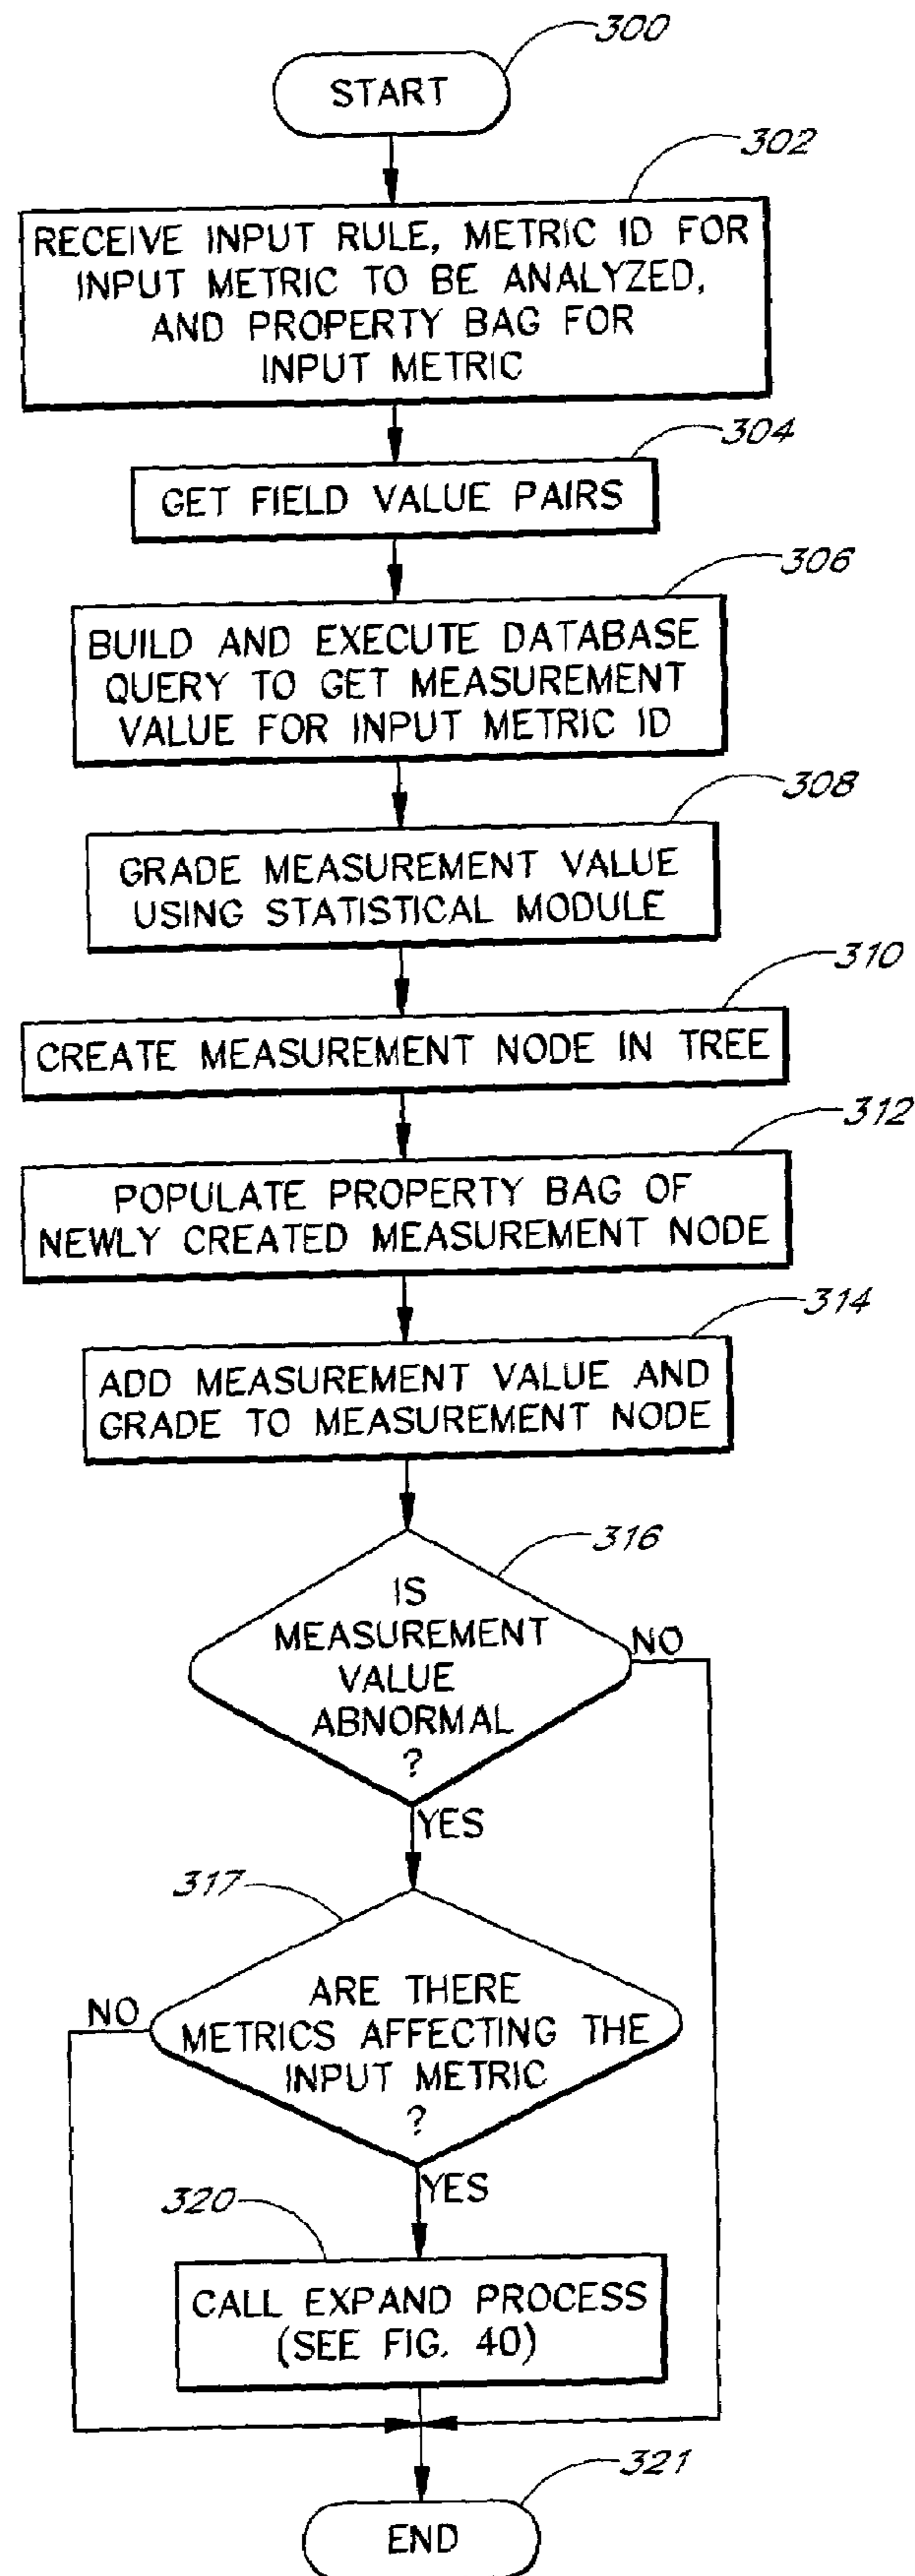 300
START
302
RECEIVE INPUT RULE, METRIC ID FOR
INPUT METRIC TO BE ANALYZED,
AND PROPERTY BAG FOR
INPUT METRIC
304
GET FIELD VALUE PAIRS
306
BUILD AND EXECUTE DATABASE
QUERY TO GET MEASUREMENT
VALUE FOR INPUT METRIC ID
308
GRADE MEASUREMENT VALUE
USING STATISTICAL MODULE
310
CREATE MEASUREMENT NODE IN TREE
312
POPULATE PROPERTY BAG OF
NEWLY CREATED MEASUREMENT NODE
314
ADD MEASUREMENT VALUE AND
GRADE TO MEASUREMENT NODE
316
IS
MEASUREMENT
VALUE
ABNORMAL
?
NO
YES
317
ARE THERE
METRICS AFFECTING THE
INPUT METRIC
?
NO
YES
320
CALL EXPAND PROCESS
(SEE FIG. 40)
321
END